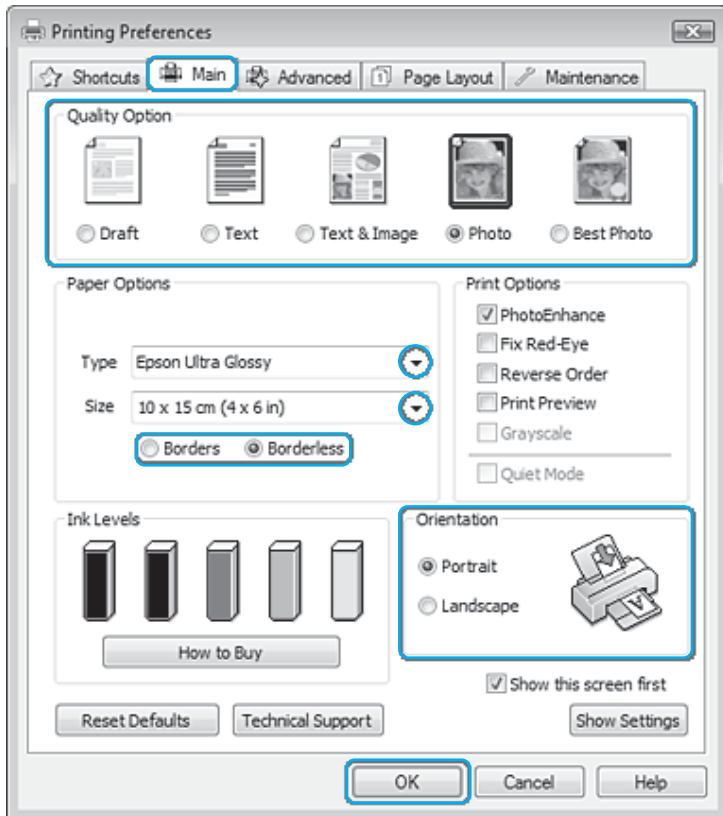 Printing Preferences
Shortcuts Main Advanced 1 Page Layout Maintenance
Quality Option
Draft Text Text & Image Photo Best Photo
Paper Options
Type Epson Ultra Glossy
Size 10 x 15 cm (4 x 6 in)
Borders Borderless
Print Options
PhotoEnhance
Fix Red-Eye
Reverse Order
Print Preview
Grayscale
Quiet Mode
Ink Levels
How to Buy
Orientation
Portrait
Landscape
A
Show this screen first
Reset Defaults Technical Support Show Settings
OK Cancel Help